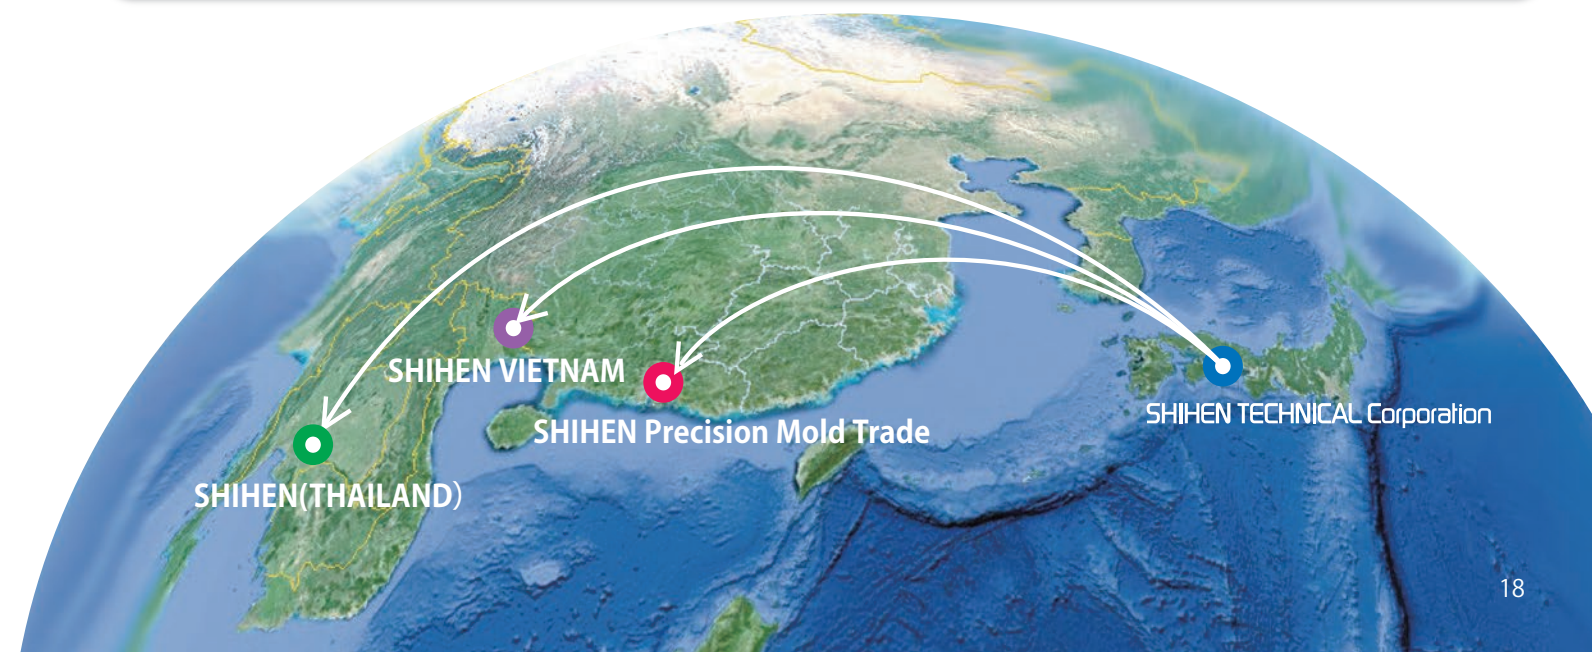 SHIHEN VIETNAM
SHIHEN Precision Mold Trade
SHIHEN TECHNICAL Corporation
SHIHEN(THAILAND)
18